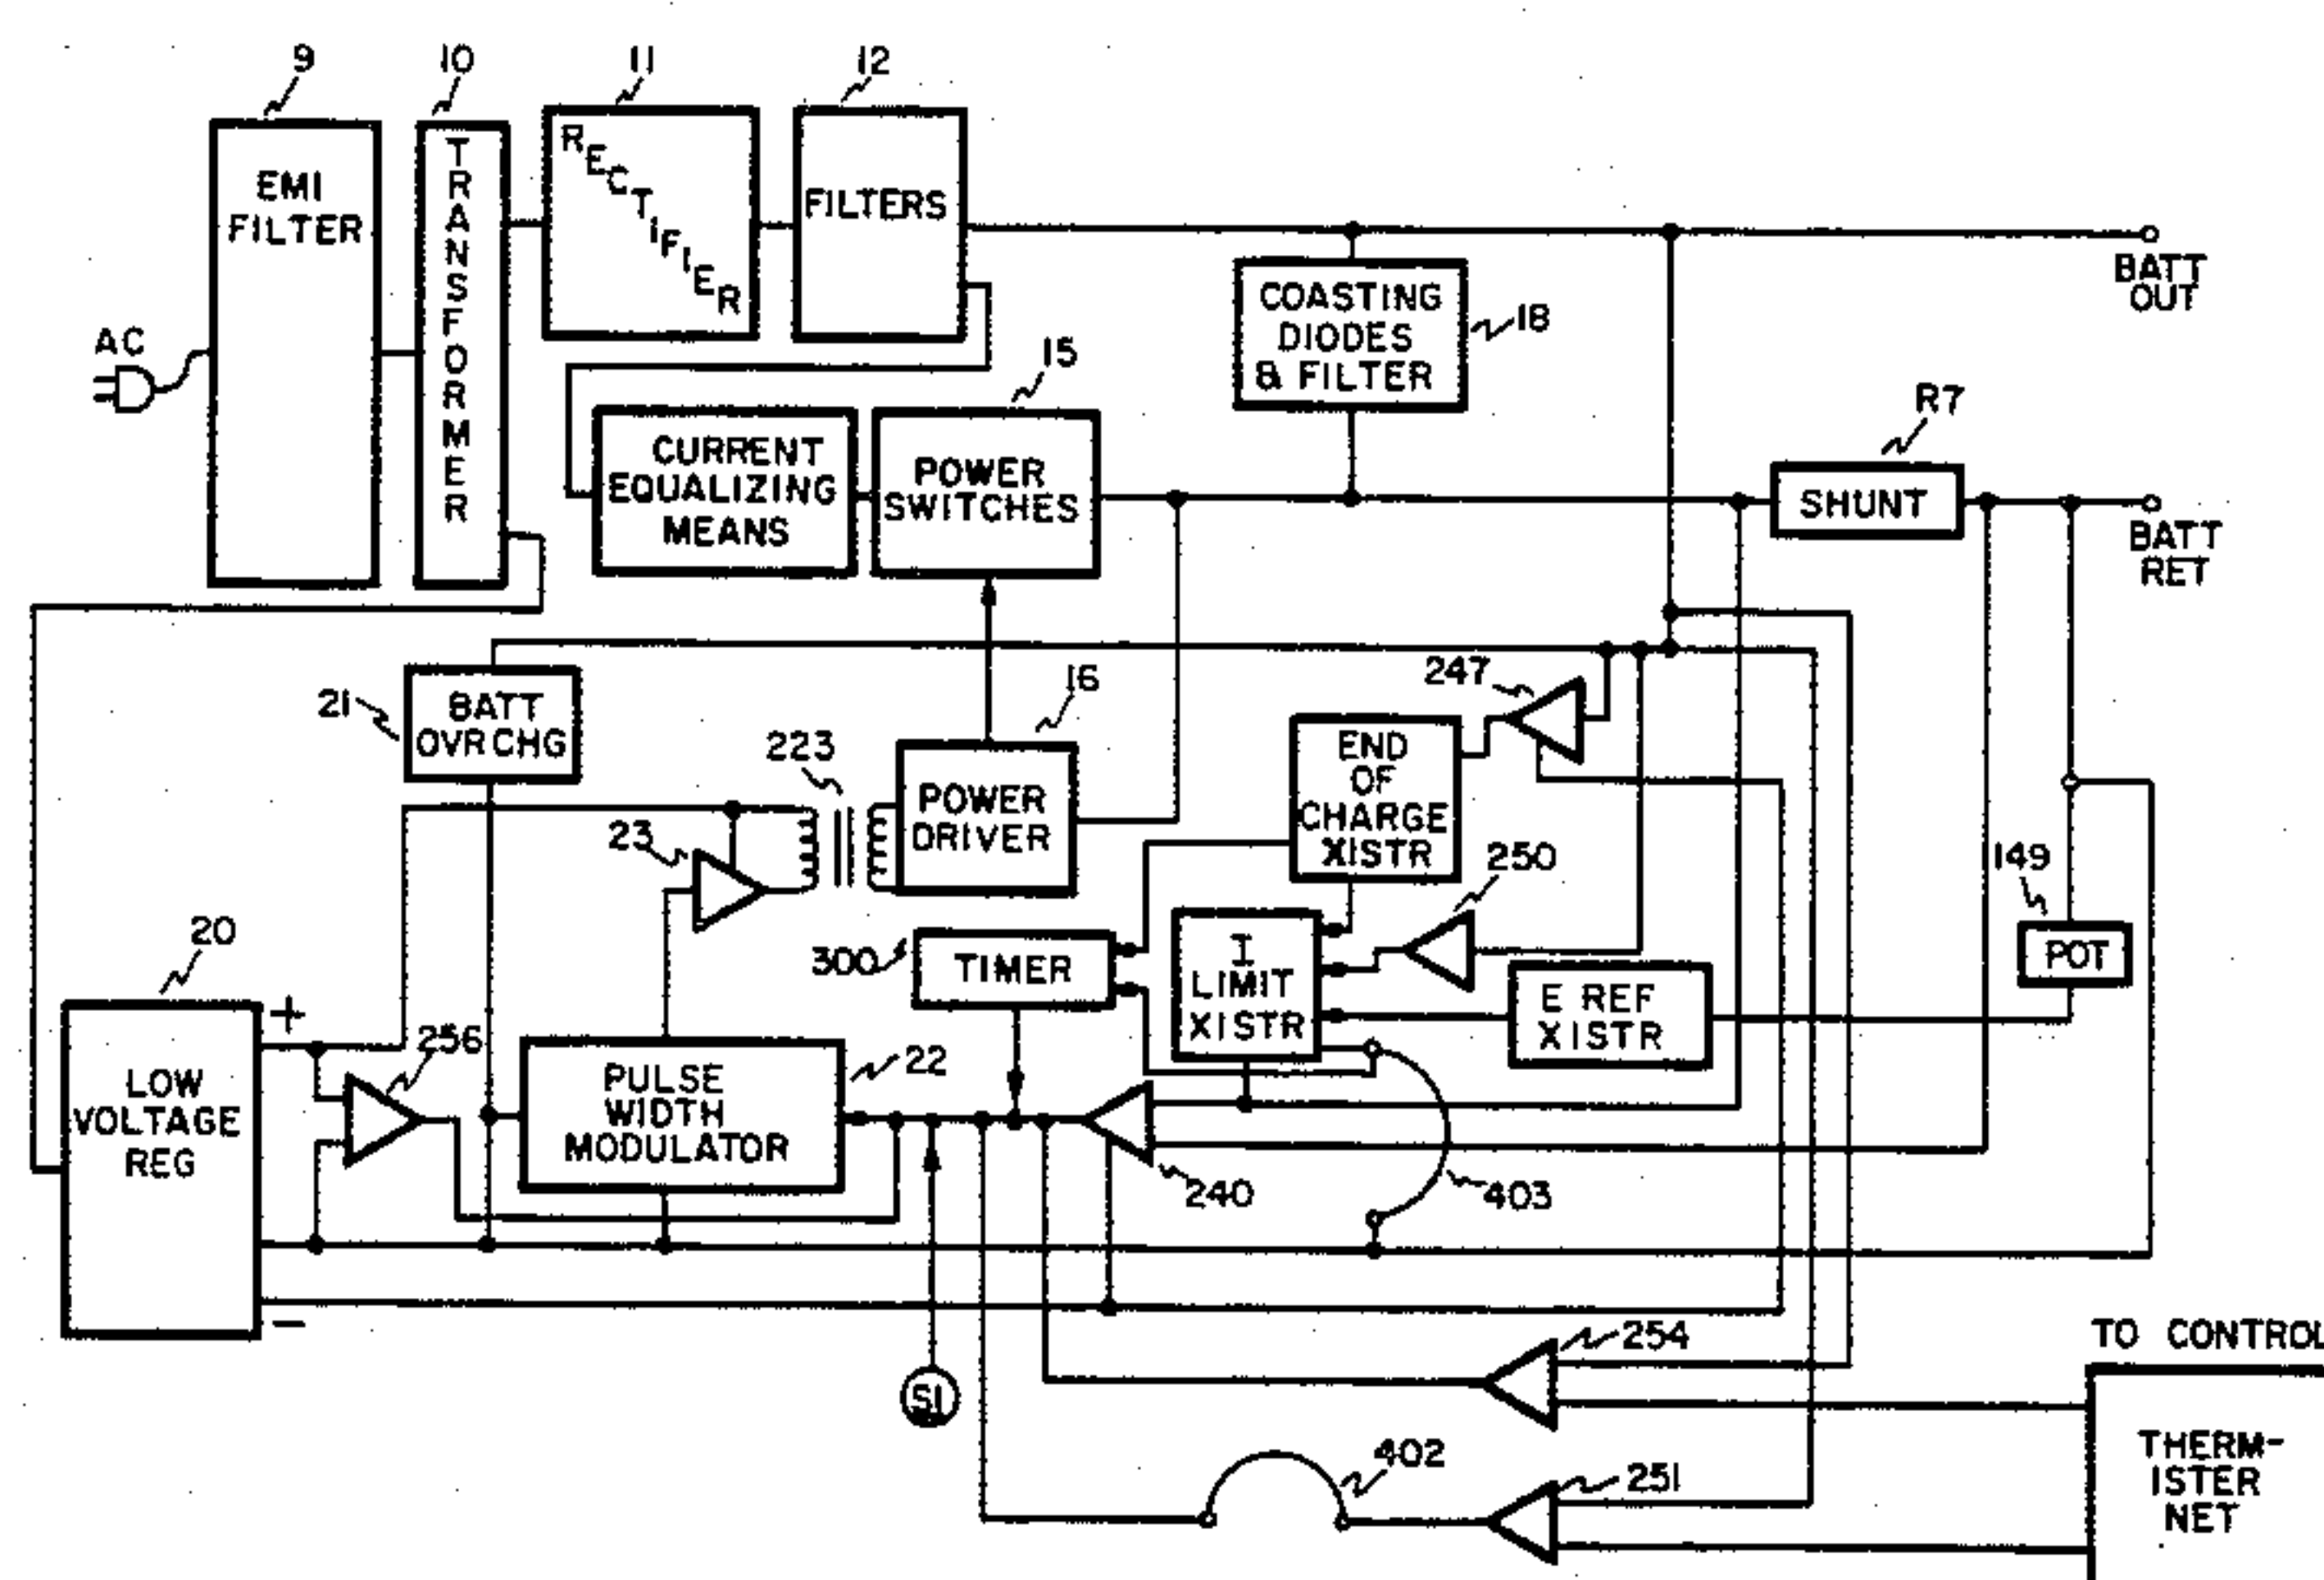 9
10
11
12
EMI
FILTER
TRANSFORMER
RECTIFIER
FILTERS
BATT
OUT
COASTING
DIODES
& FILTER
18
AC
15
R7
CURRENT
EQUALIZING
MEANS
POWER
SWITCHES
SHUNT
BATT
RET
21
BATT
OVRCHG
16
247
223
END
OF
CHARGE
XISTR
POWER
DRIVER
23
250
149
20
300
TIMER
I
LIMIT
XISTR
E REF
XISTR
POT
+
256
LOW
VOLTAGE
REG
PULSE
WIDTH
MODULATOR
22
240
403
−
254
TO CONTROL
S1
402
251
THERM-
ISTER
NET